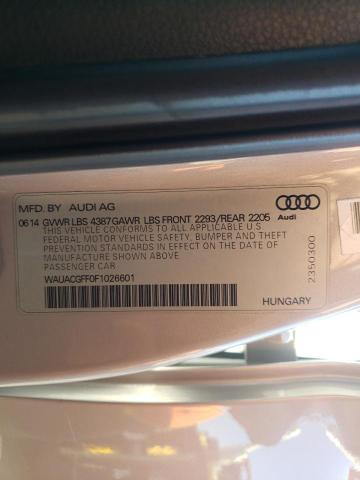 MFD. BY AUDI AG
0614 GVWR LBS 4387 GAWR LBS FRONT 2293/REAR 2205
THIS VEHICLE CONFORMS TO ALL APPLICABLE U.S
FEDERAL MOTOR VEHICLE SAFETY, BUMPER AND THEFT
PREVENTION STANDARDS IN EFFECT ON THE DATE OF
MANUFACTURE SHOWN ABOVE
PASSENGER CAR
WAUACGFF0F1026601
Audi
2350300
HUNGARY